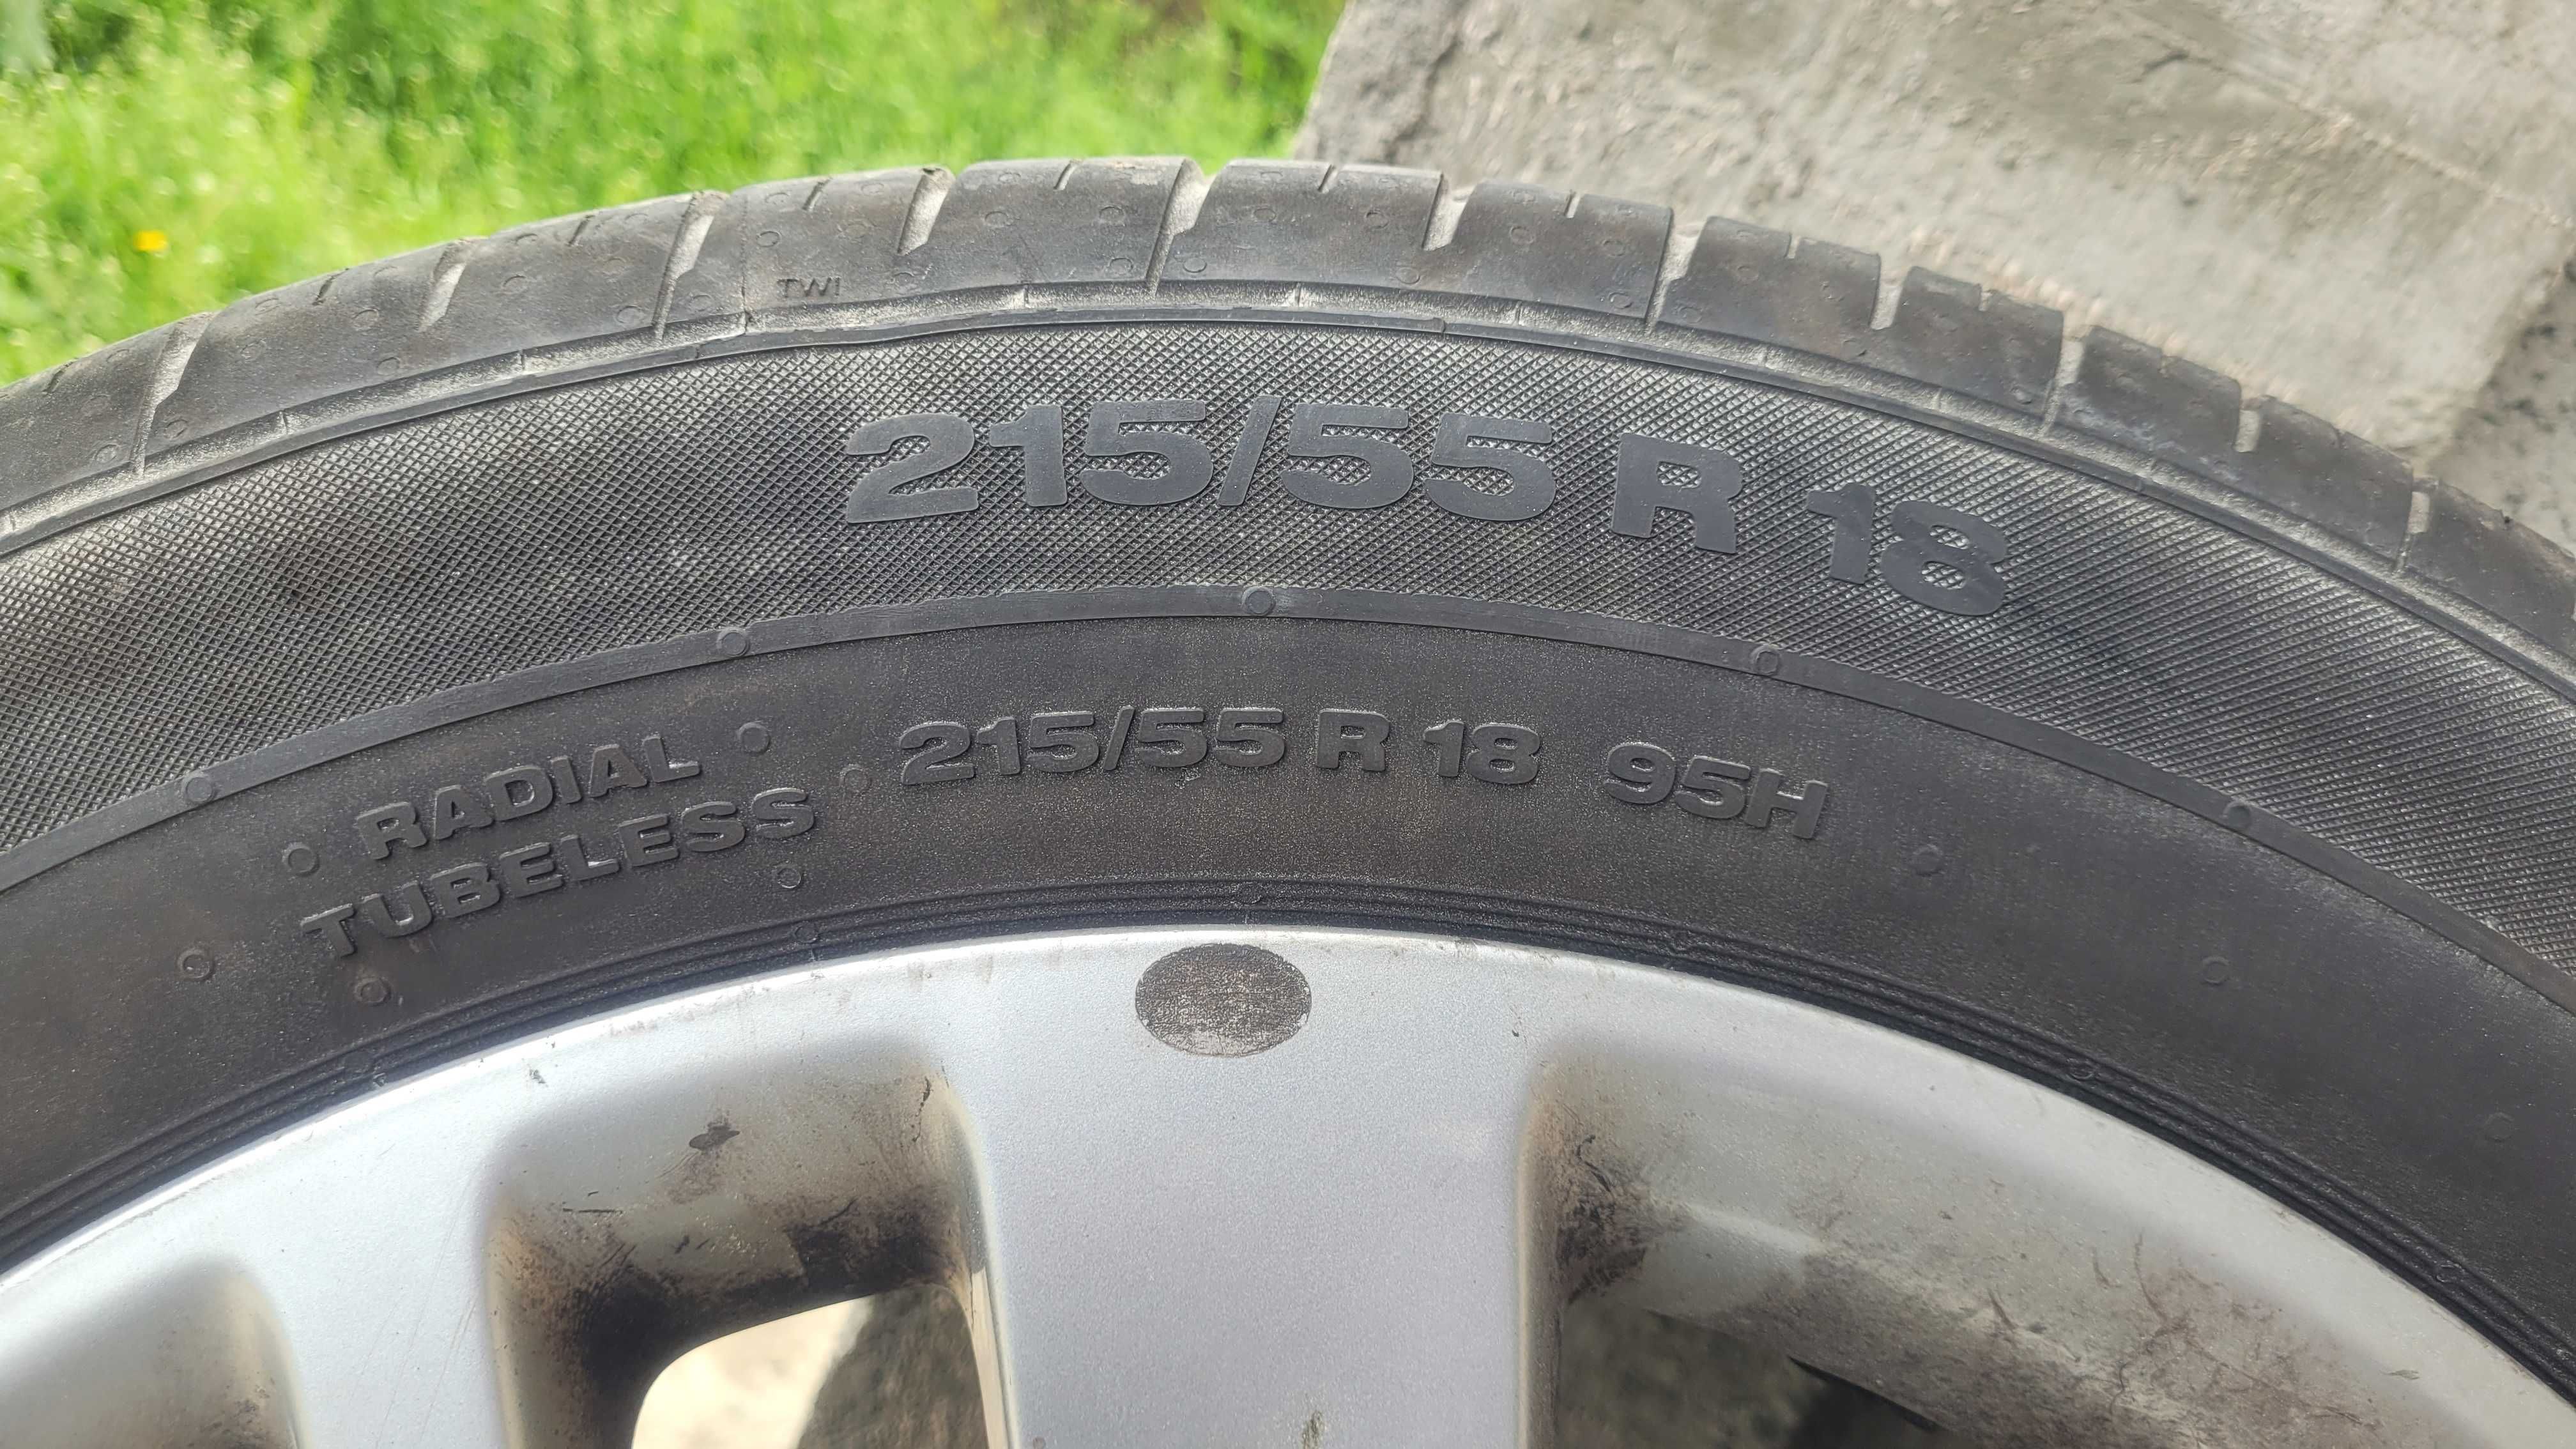 TWI
215/55 R 18
RADIAL
TUBELESS
215/55 R 18 95H